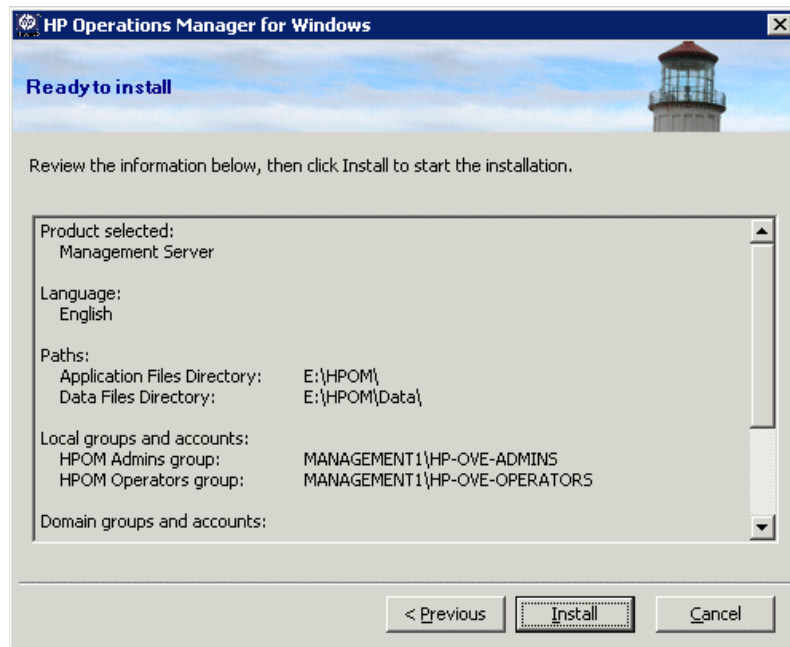 HP Operations Manager for Windows
Ready to install
Review the information below, then click Install to start the installation.
Product selected:
Management Server
Language:
English
Paths:
Application Files Directory: E:\HPOM\
Data Files Directory: E:\HPOM\Data\
Local groups and accounts:
HPOM Admins group: MANAGEMENT1\HP-OVE-ADMINS
HPOM Operators group: MANAGEMENT1\HP-OVE-OPERATORS
Domain groups and accounts:
< Previous Install Cancel